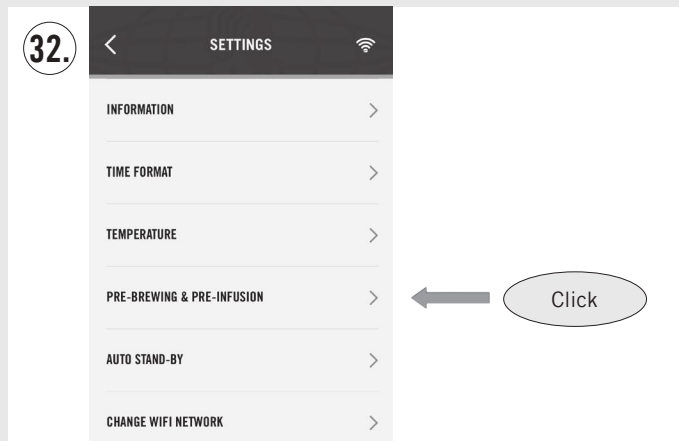 32.
SETTINGS
INFORMATION
TIME FORMAT
TEMPERATURE
PRE-BREWING & PRE-INFUSION
Click
AUTO STAND-BY
CHANGE WIFI NETWORK